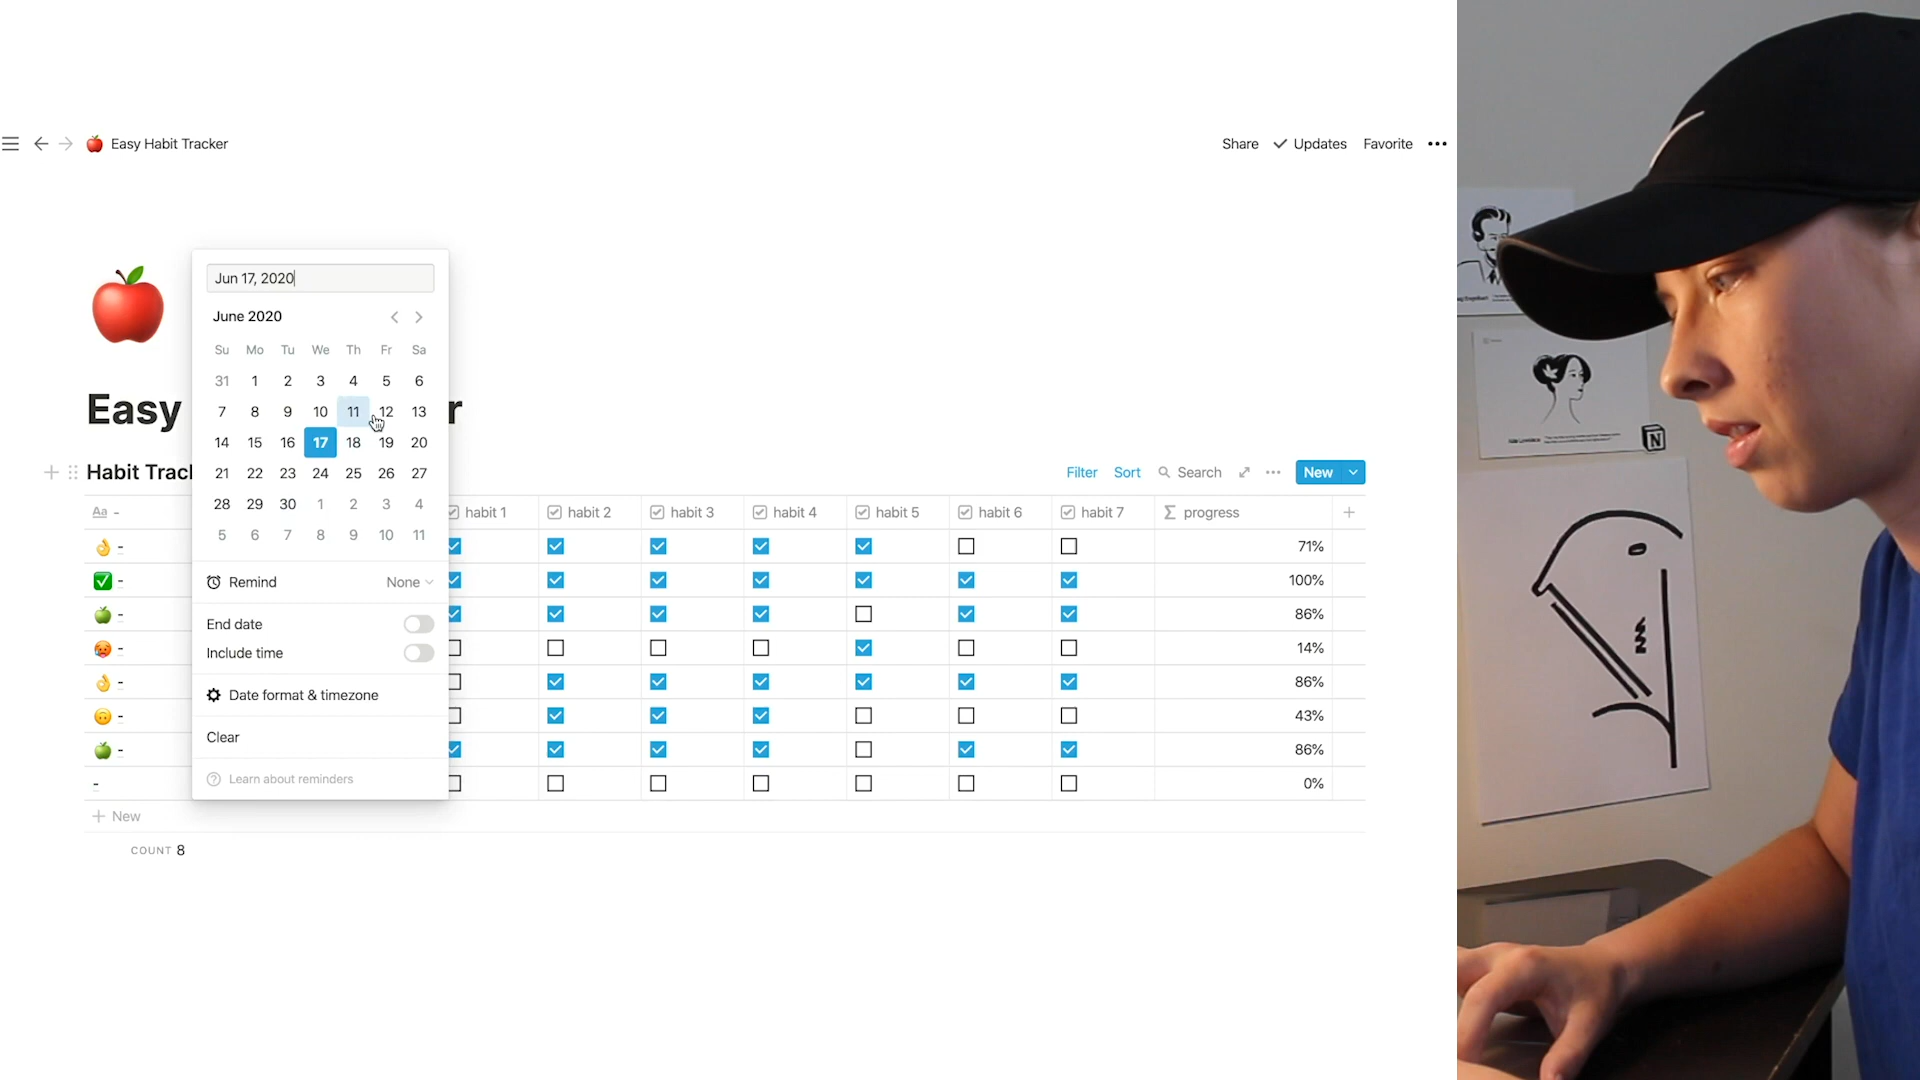 Easy Habit Tracker
Share Updates Favorite
Jun 17, 2020
June 2020
Su Mo Tu We Th Fr Sa
31 1 2 3 4 5 6
7 8 9 10 11 12 13
14 15 16 17 18 19 20
21 22 23 24 25 26 27
28 29 30 1 2 3 4
5 6 7 8 9 10 11
Remind None
End date
Include time
Date format & timezone
Clear
Learn about reminders
Easy r
Habit Trac
Filter Sort Search New
Aa - habit 1 habit 2 habit 3 habit 4 habit 5 habit 6 habit 7 progress
- 71%
- 100%
- 86%
- 14%
- 86%
- 43%
- 86%
- 0%
New
COUNT 8
N